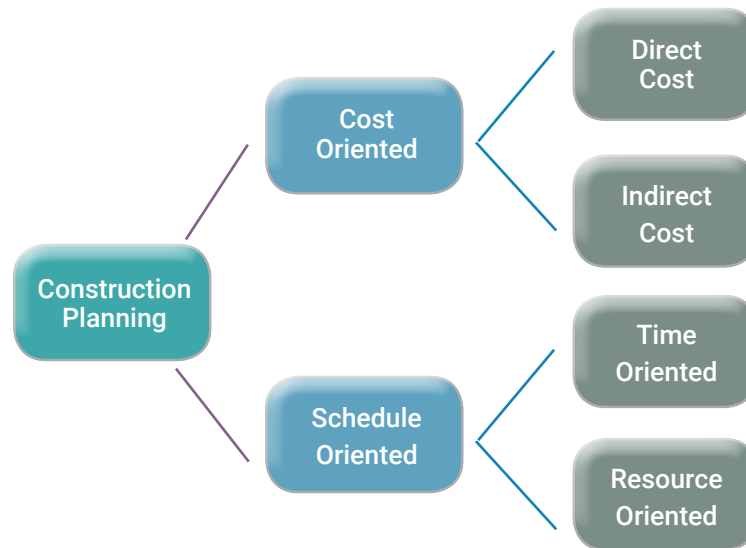 Direct
Cost
Cost
Oriented
Indirect
Cost
Construction
Planning
Time
Oriented
Schedule
Oriented
Resource
Oriented